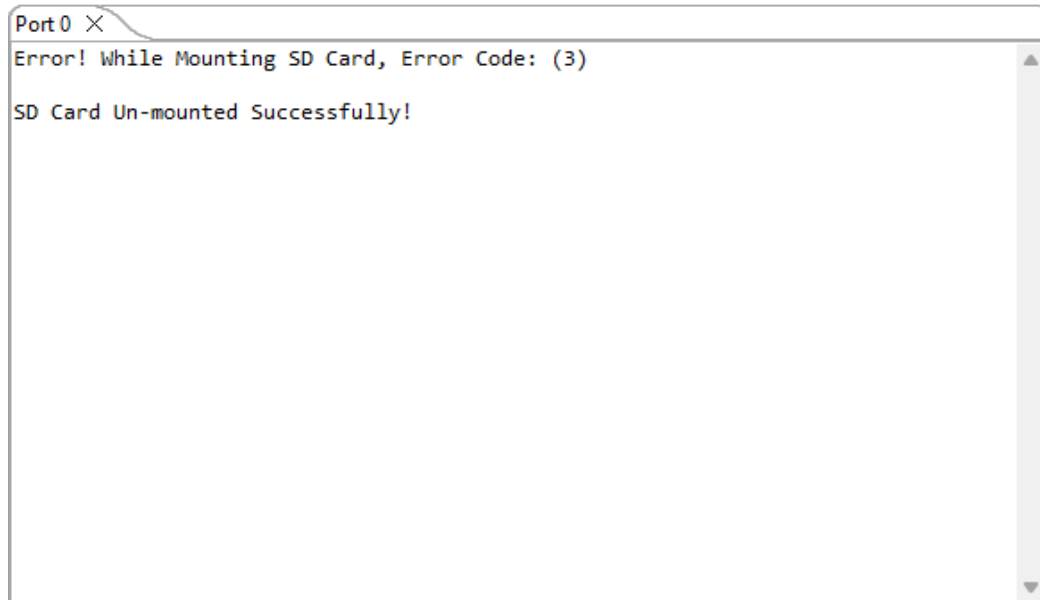 Port 0
Error! While Mounting SD Card, Error Code: (3)
SD Card Un-mounted Successfully!